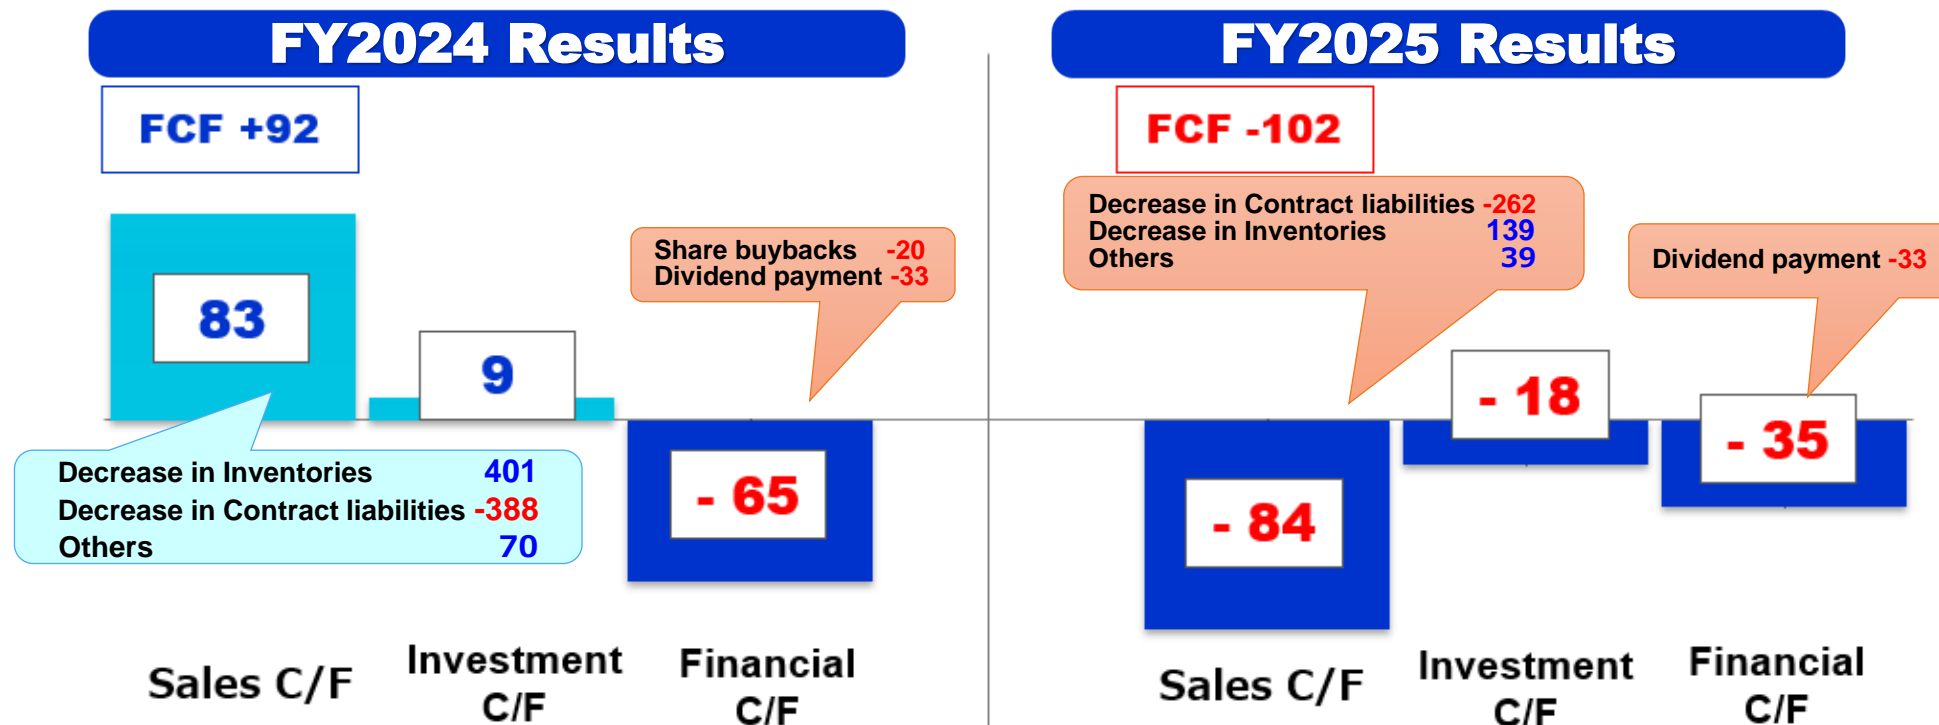 FY2024 Results
FCF +92
83
9
- 65
Share buybacks -20
Dividend payment -33
Decrease in Inventories 401
Decrease in Contract liabilities -388
Others 70
Sales C/F
Investment
C/F
Financial
C/F
FY2025 Results
FCF -102
Decrease in Contract liabilities -262
Decrease in Inventories 139
Others 39
Dividend payment -33
- 84
- 18
- 35
Sales C/F
Investment
C/F
Financial
C/F